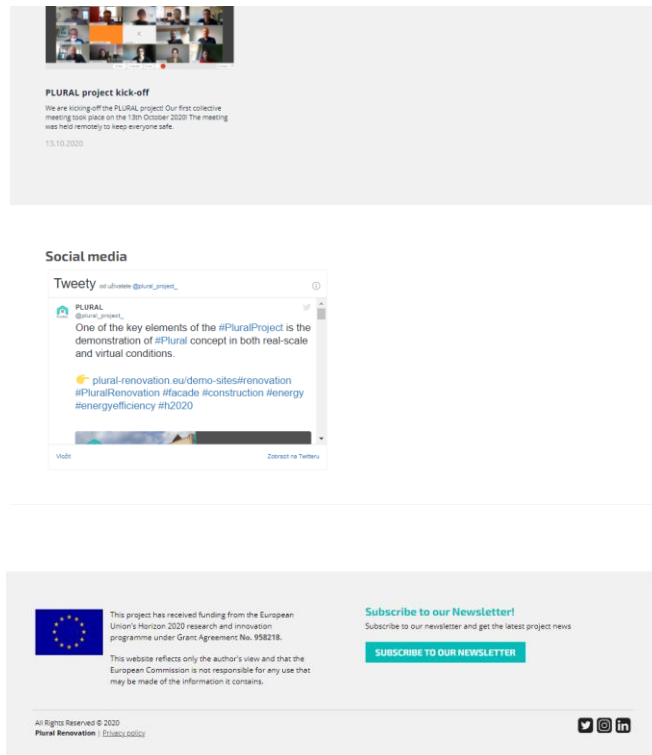 PLURAL project kick-off
We are kicking-off the PLURAL project! Our first collective
meeting took place on the 13th October 2020! The meeting
was held remotely to keep everyone safe.
13.10.2020
Social media
Tweety od uživatele @plural_project_
PLURAL
@plural_project_
One of the key elements of the #PluralProject is the
demonstration of #Plural concept in both real-scale
and virtual conditions.
👉 plural-renovation.eu/demo-sites#renovation
#PluralRenovation #facade #construction #energy
#energyefficiency #h2020
Vložit
Zobrazit na Twitteru
This project has received funding from the European
Union's Horizon 2020 research and innovation
programme under Grant Agreement No. 958218.
This website reflects only the author's view and that the
European Commission is not responsible for any use that
may be made of the information it contains.
Subscribe to our Newsletter!
Subscribe to our newsletter and get the latest project news
SUBSCRIBE TO OUR NEWSLETTER
All Rights Reserved © 2020
Plural Renovation | Privacy policy